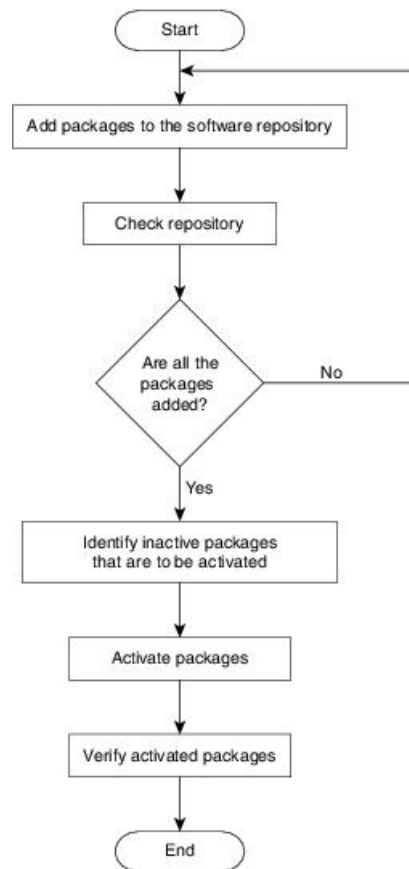 Start
Add packages to the software repository
Check repository
Are all the
packages
added?
No
Yes
Identify inactive packages
that are to be activated
Activate packages
Verify activated packages
End